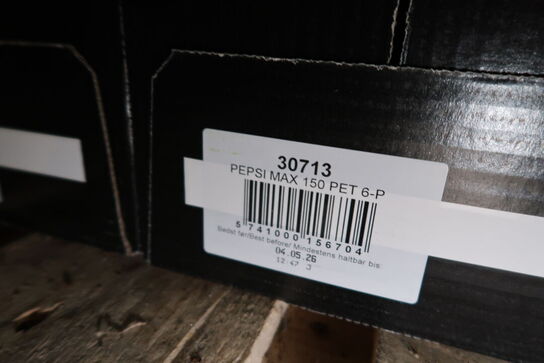 30713
PEPSI MAX 150 PET 6-P
5 741000 156704
Bedst før/Best before/ Mindestens haltbar bis:
04.05.26
12:47 3